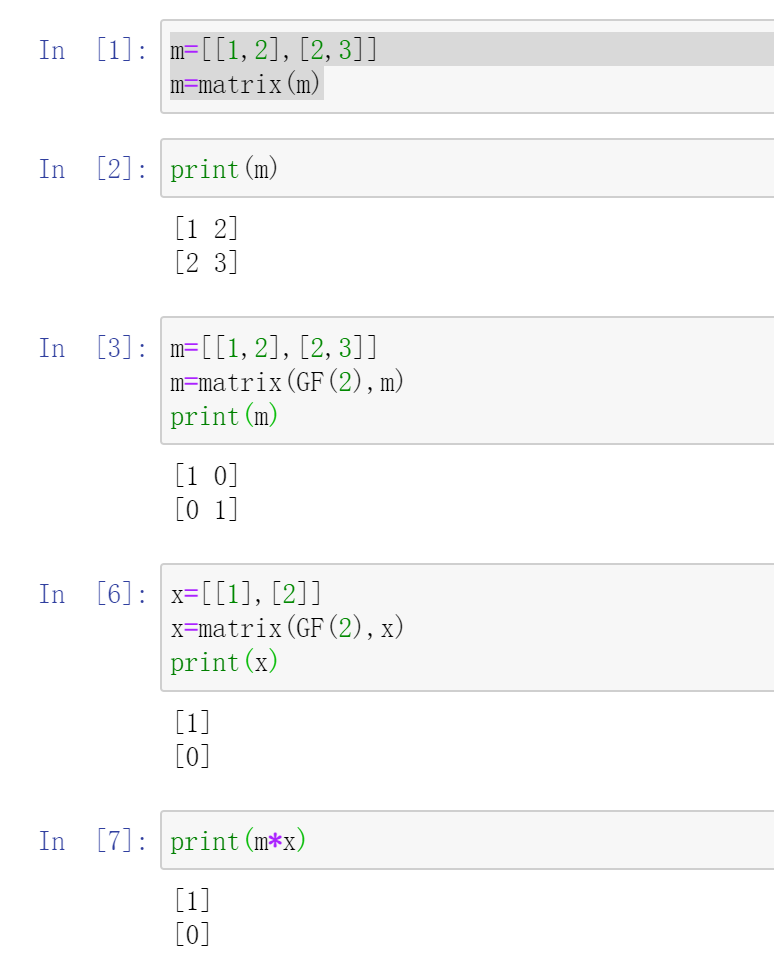 In [1]: m=[[1,2],[2,3]]
m=matrix(m)
In [2]: print(m)
[1 2]
[2 3]
In [3]: m=[[1,2],[2,3]]
m=matrix(GF(2),m)
print(m)
[1 0]
[0 1]
In [6]: x=[[1],[2]]
x=matrix(GF(2),x)
print(x)
[1]
[0]
In [7]: print(m*x)
[1]
[0]